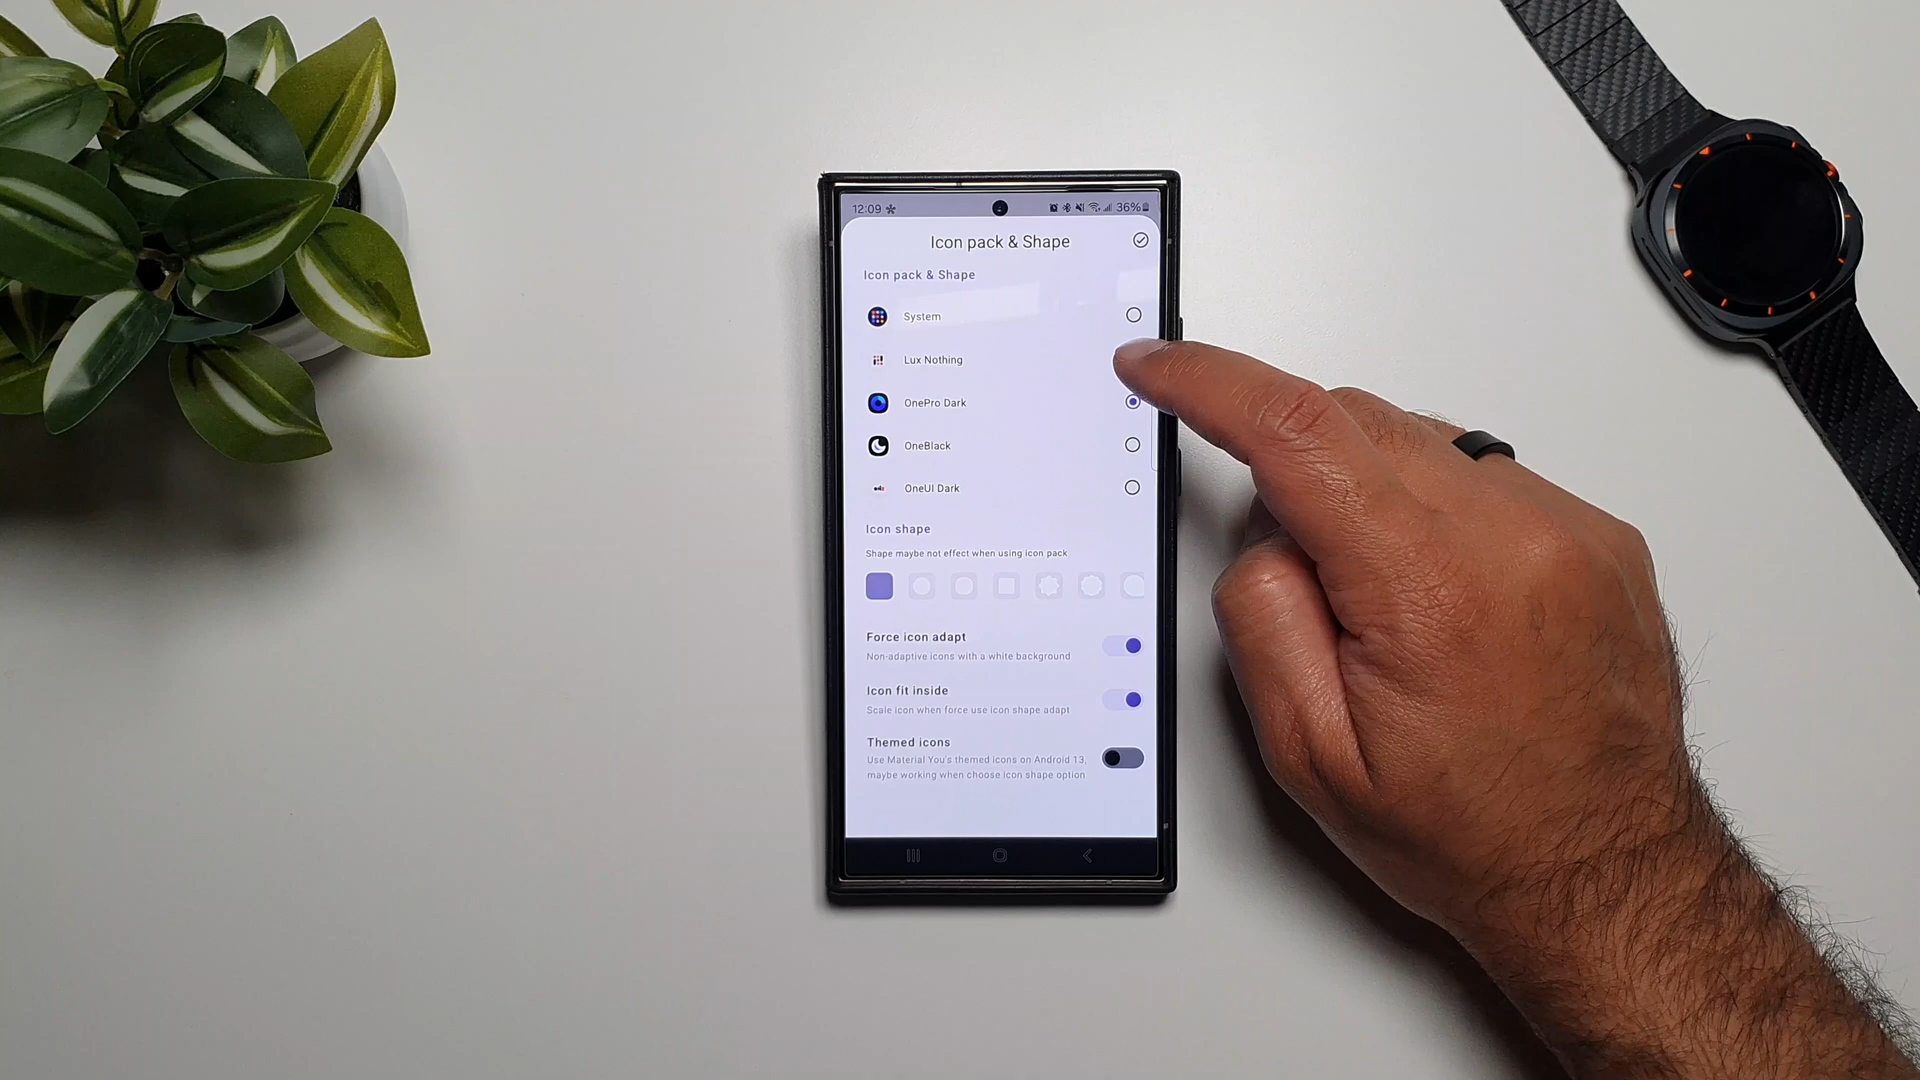 12:09
36%
Icon pack & Shape
Icon pack & Shape
System
Lux Nothing
OnePro Dark
OneBlack
OneUI Dark
Icon shape
Shape maybe not effect when using icon pack
Force icon adapt
Non-adaptive icons with a white background
Icon fit inside
Scale icon when force use icon shape adapt
Themed icons
Use Material You's themed icons on Android 13,
maybe working when choose icon shape option